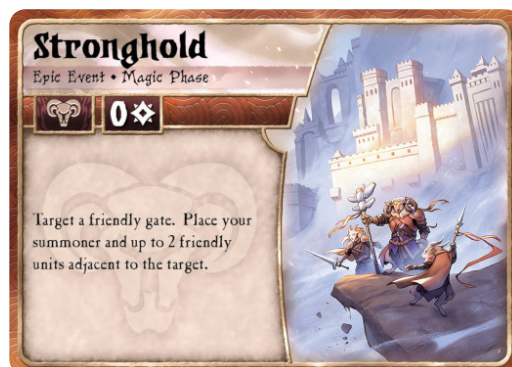 Stronghold
Epic Event • Magic Phase
0
Target a friendly gate. Place your
summoner and up to 2 friendly
units adjacent to the target.